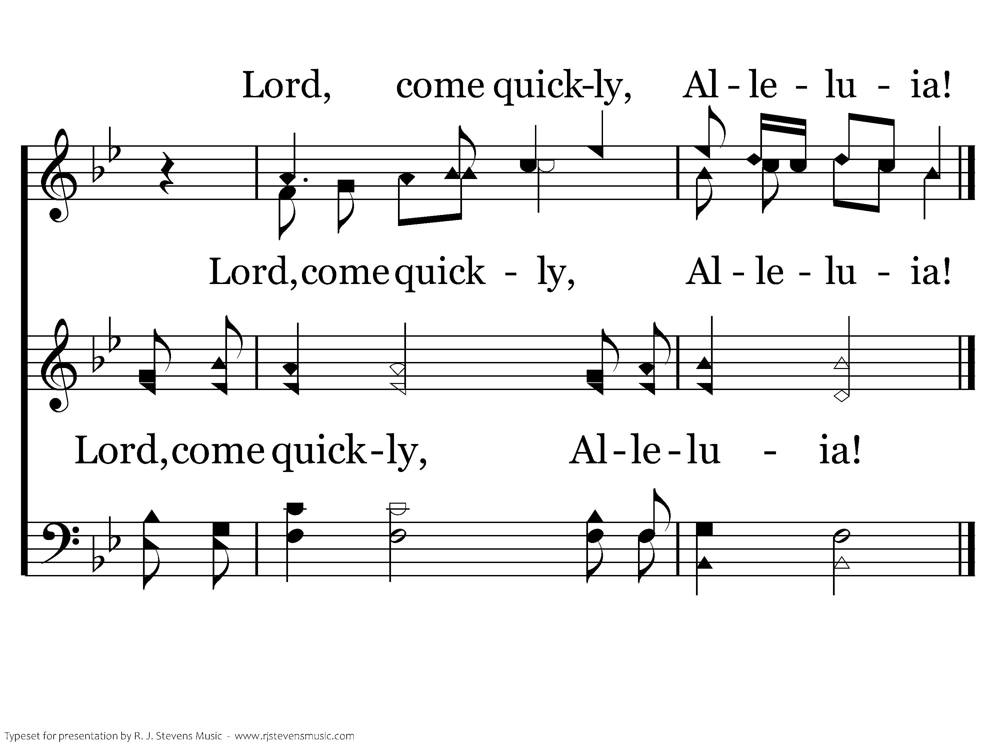 Lord, come quick-ly, Al - le - lu - ia!
Lord, come quick - ly, Al - le - lu - ia!
Lord, come quick - ly, Al - le - lu - ia!
Typeset for presentation by R. J. Stevens Music - www.rjstevensmusic.com